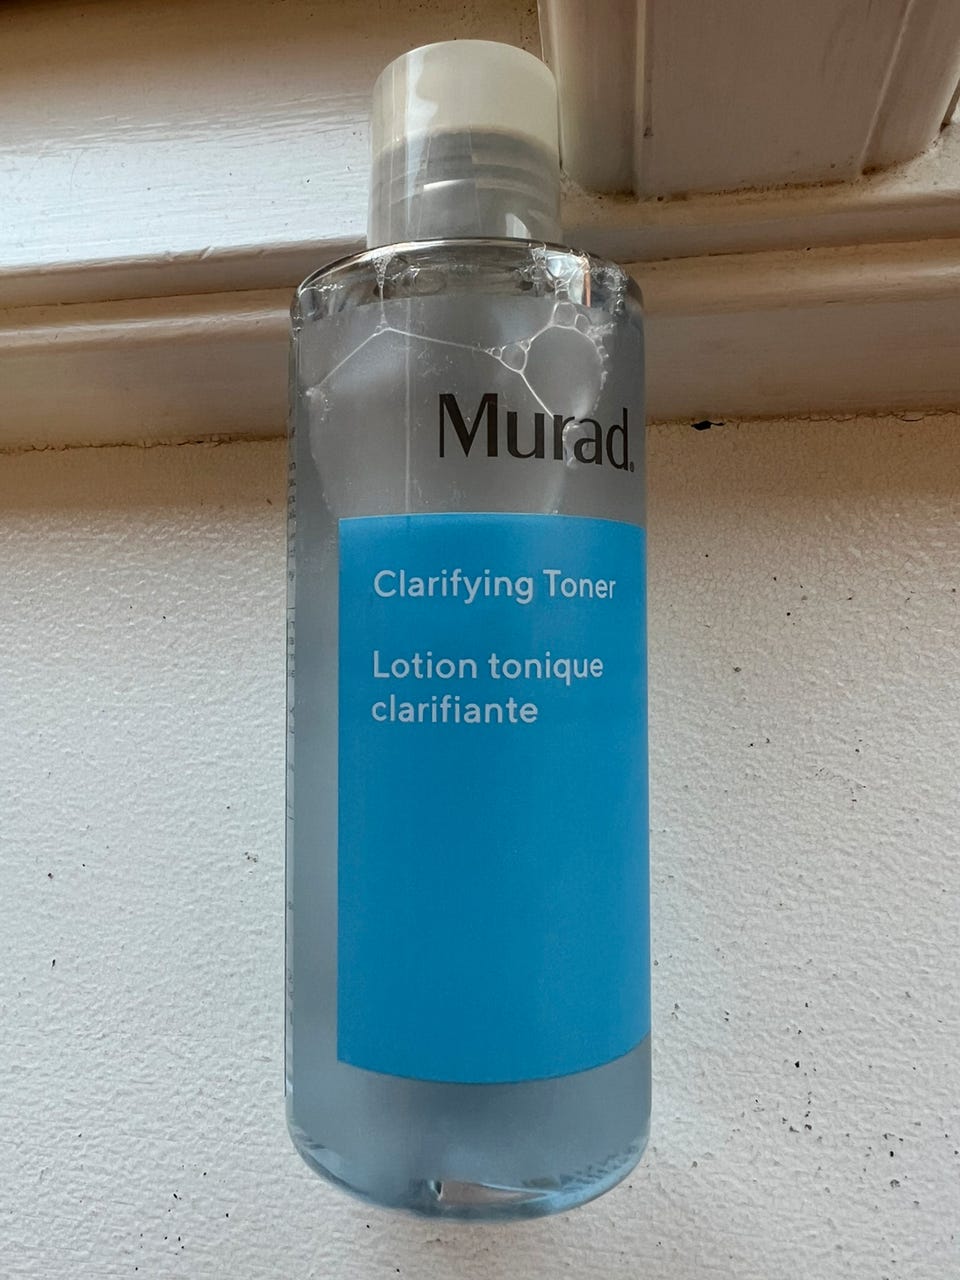 Murad.
Clarifying Toner
Lotion tonique
clarifiante